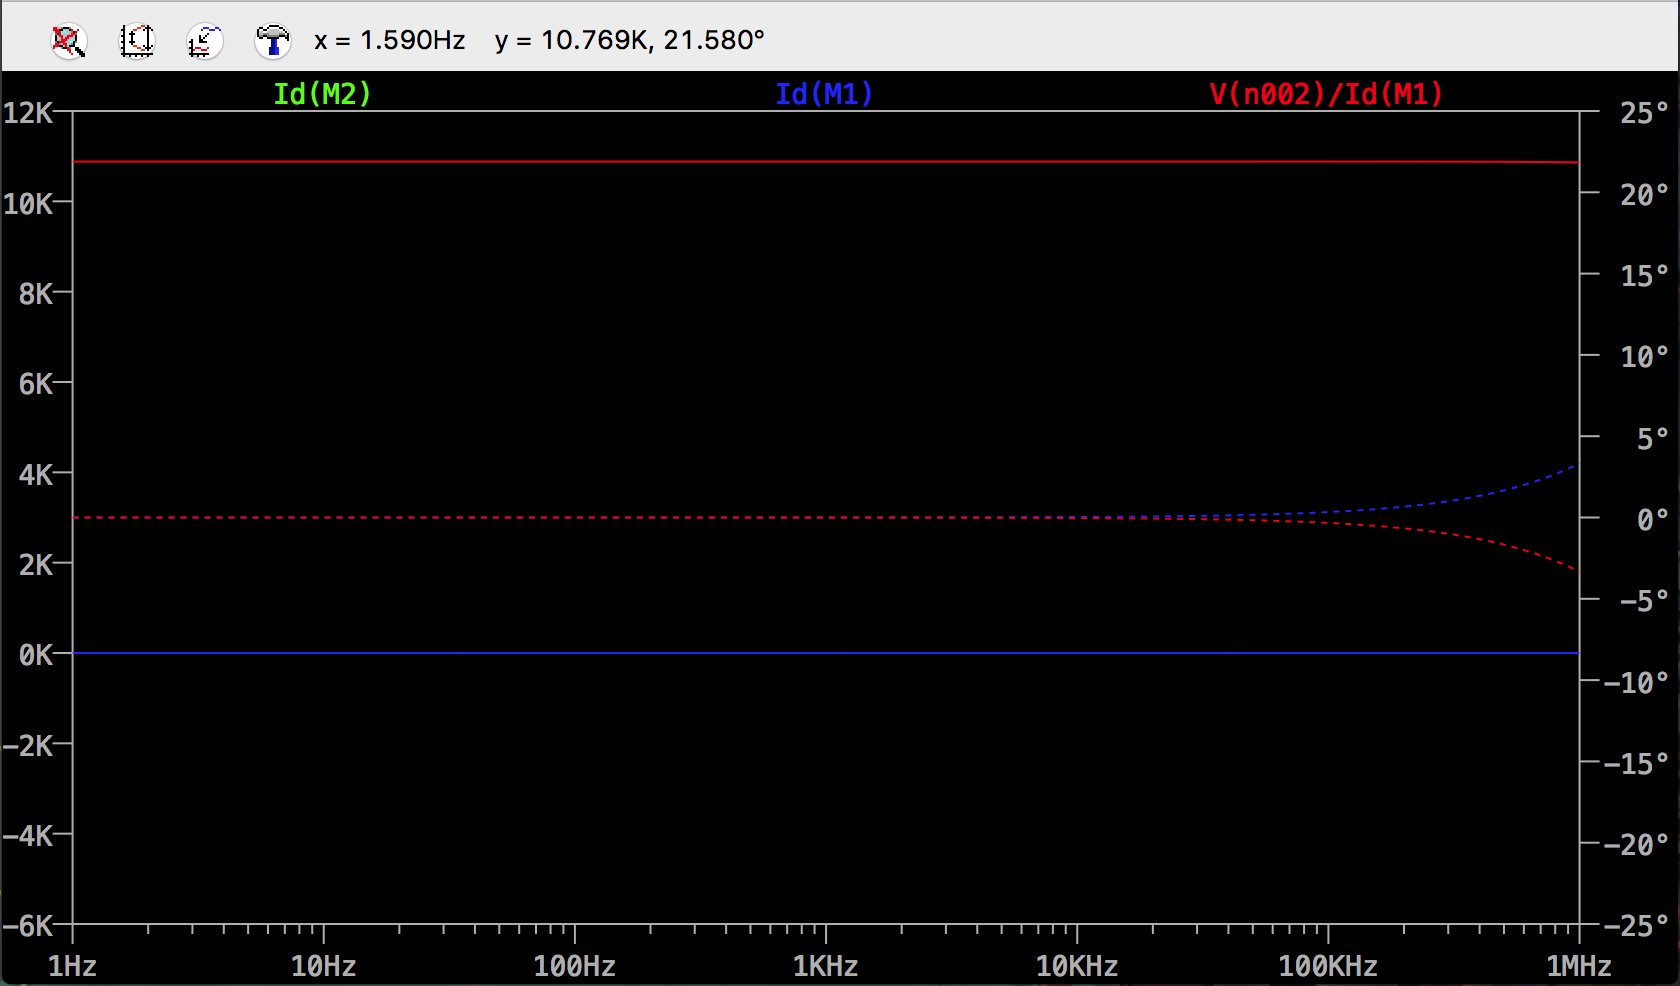 x = 1.590Hz y = 10.769K, 21.580°
Id(M2) Id(M1) V(n002)/Id(M1)
12K 25°
10K 20°
8K 15°
6K 10°
4K 5°
2K 0°
0K -5°
-2K -10°
-4K -15°
-6K -20°
-25°
1Hz 10Hz 100Hz 1KHz 10KHz 100KHz 1MHz